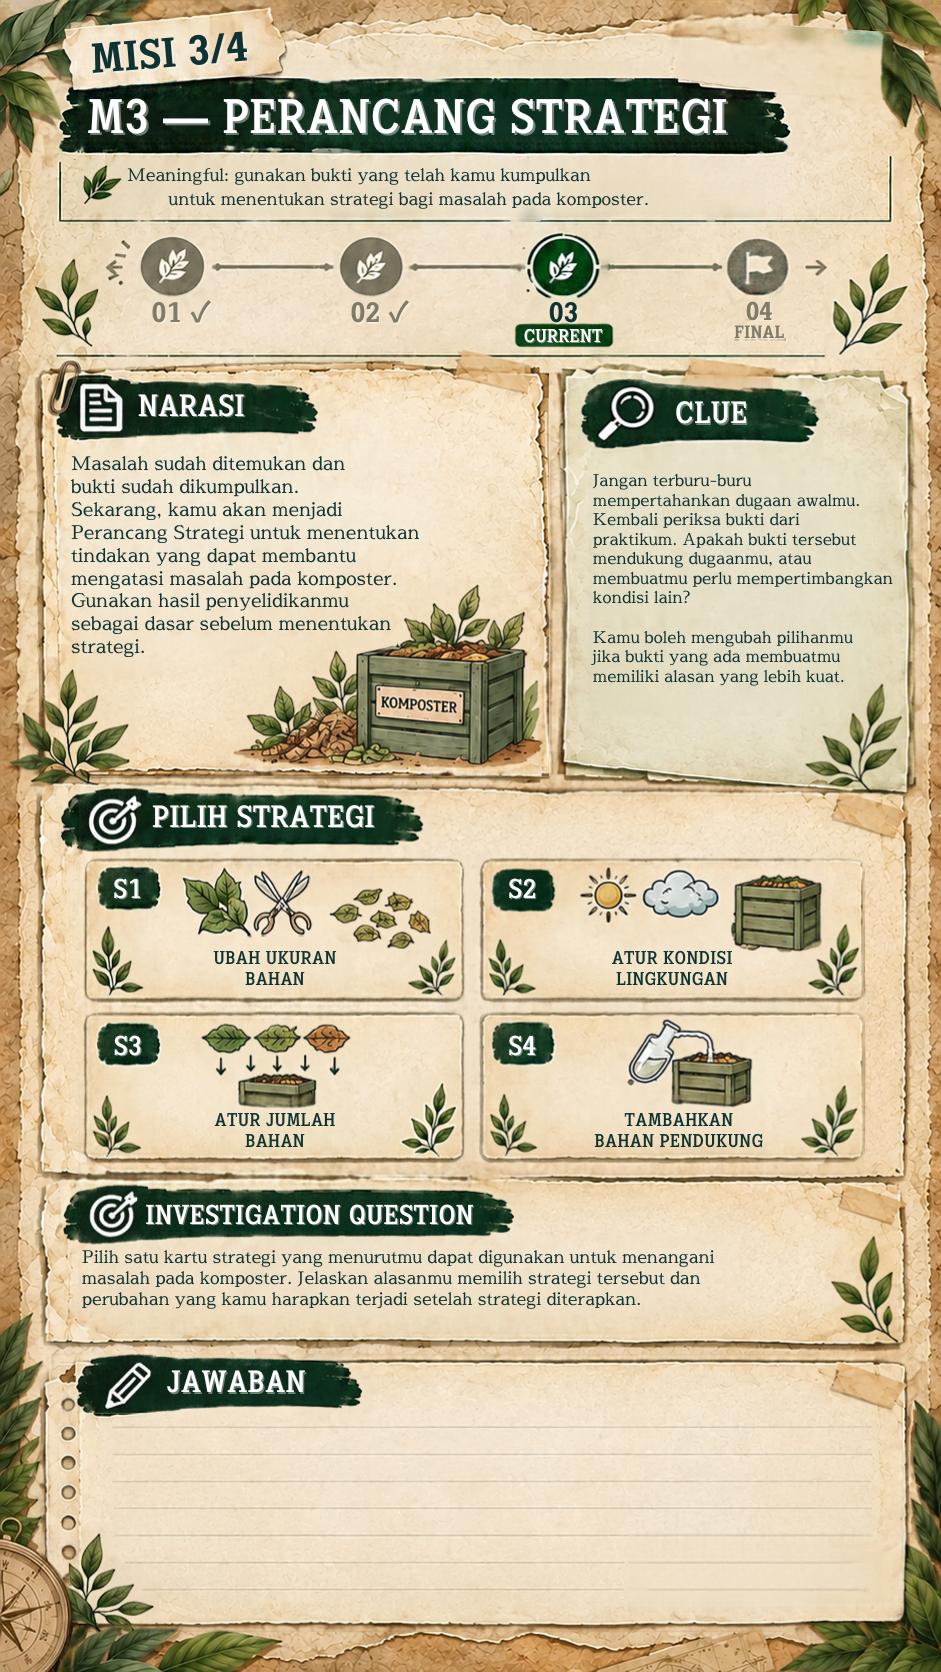 MISI 3/4
M3 — PERANCANG STRATEGI
Meaningful: gunakan bukti yang telah kamu kumpulkan
untuk menentukan strategi bagi masalah pada komposter.
01 ✓
02 ✓
03
CURRENT
04
FINAL
NARASI
Masalah sudah ditemukan dan
bukti sudah dikumpulkan.
Sekarang, kamu akan menjadi
Perancang Strategi untuk menentukan
tindakan yang dapat membantu
mengatasi masalah pada komposter.
Gunakan hasil penyelidikanmu
sebagai dasar sebelum menentukan
strategi.
KOMPOSTER
CLUE
Jangan terburu-buru
mempertahankan dugaan awalmu.
Kembali periksa bukti dari
praktikum. Apakah bukti tersebut
mendukung dugaanmu, atau
membuatmu perlu mempertimbangkan
kondisi lain?
Kamu boleh mengubah pilihanmu
jika bukti yang ada membuatmu
memiliki alasan yang lebih kuat.
PILIH STRATEGI
S1
UBAH UKURAN
BAHAN
S2
ATUR KONDISI
LINGKUNGAN
S3
ATUR JUMLAH
BAHAN
S4
TAMBAHKAN
BAHAN PENDUKUNG
INVESTIGATION QUESTION
Pilih satu kartu strategi yang menurutmu dapat digunakan untuk menangani
masalah pada komposter. Jelaskan alasanmu memilih strategi tersebut dan
perubahan yang kamu harapkan terjadi setelah strategi diterapkan.
JAWABAN